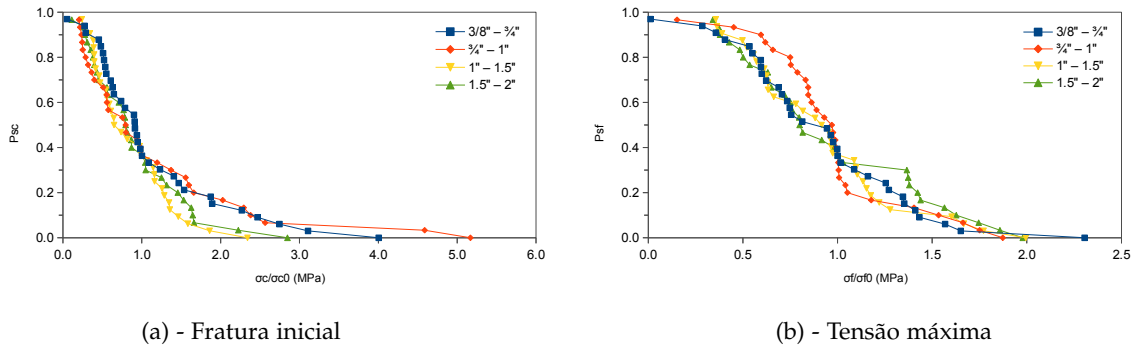 1.0
0.8
0.6
0.4
0.2
0.0
Psc
0.0 1.0 2.0 3.0 4.0 5.0 6.0
σc/σc0 (MPa)
3/8" – ¾"
¾" – 1"
1" – 1.5"
1.5" – 2"
(a) - Fratura inicial
1.0
0.8
0.6
0.4
0.2
0.0
Psf
0.0 0.5 1.0 1.5 2.0 2.5
σf/σf0 (MPa)
3/8" – ¾"
¾" – 1"
1" – 1.5"
1.5" – 2"
(b) - Tensão máxima